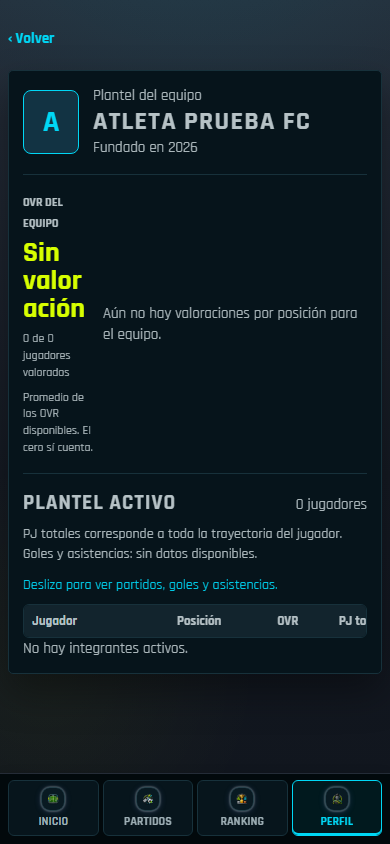 ‹ Volver
A
Plantel del equipo
ATLETA PRUEBA FC
Fundado en 2026
OVR DEL
EQUIPO
Sin
valor
ación
0 de 0
jugadores
valorados
Promedio de
los OVR
disponibles. El
cero sí cuenta.
Aún no hay valoraciones por posición para
el equipo.
PLANTEL ACTIVO
0 jugadores
PJ totales corresponde a toda la trayectoria del jugador.
Goles y asistencias: sin datos disponibles.
Desliza para ver partidos, goles y asistencias.
Jugador Posición OVR PJ to
No hay integrantes activos.
INICIO PARTIDOS RANKING PERFIL